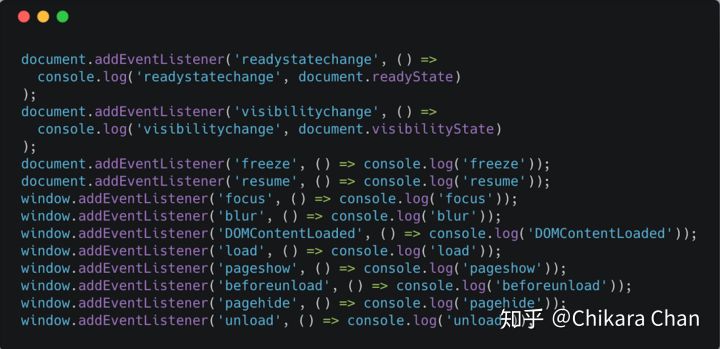 document.addEventListener('readystatechange', () =>
  console.log('readystatechange', document.readyState)
);
document.addEventListener('visibilitychange', () =>
  console.log('visibilitychange', document.visibilityState)
);
document.addEventListener('freeze', () => console.log('freeze'));
document.addEventListener('resume', () => console.log('resume'));
window.addEventListener('focus', () => console.log('focus'));
window.addEventListener('blur', () => console.log('blur'));
window.addEventListener('DOMContentLoaded', () => console.log('DOMContentLoaded'));
window.addEventListener('load', () => console.log('load'));
window.addEventListener('pageshow', () => console.log('pageshow'));
window.addEventListener('beforeunload', () => console.log('beforeunload'));
window.addEventListener('pagehide', () => console.log('pagehide'));
window.addEventListener('unload', () => console.log('unload'));
知乎 @Chikara Chan